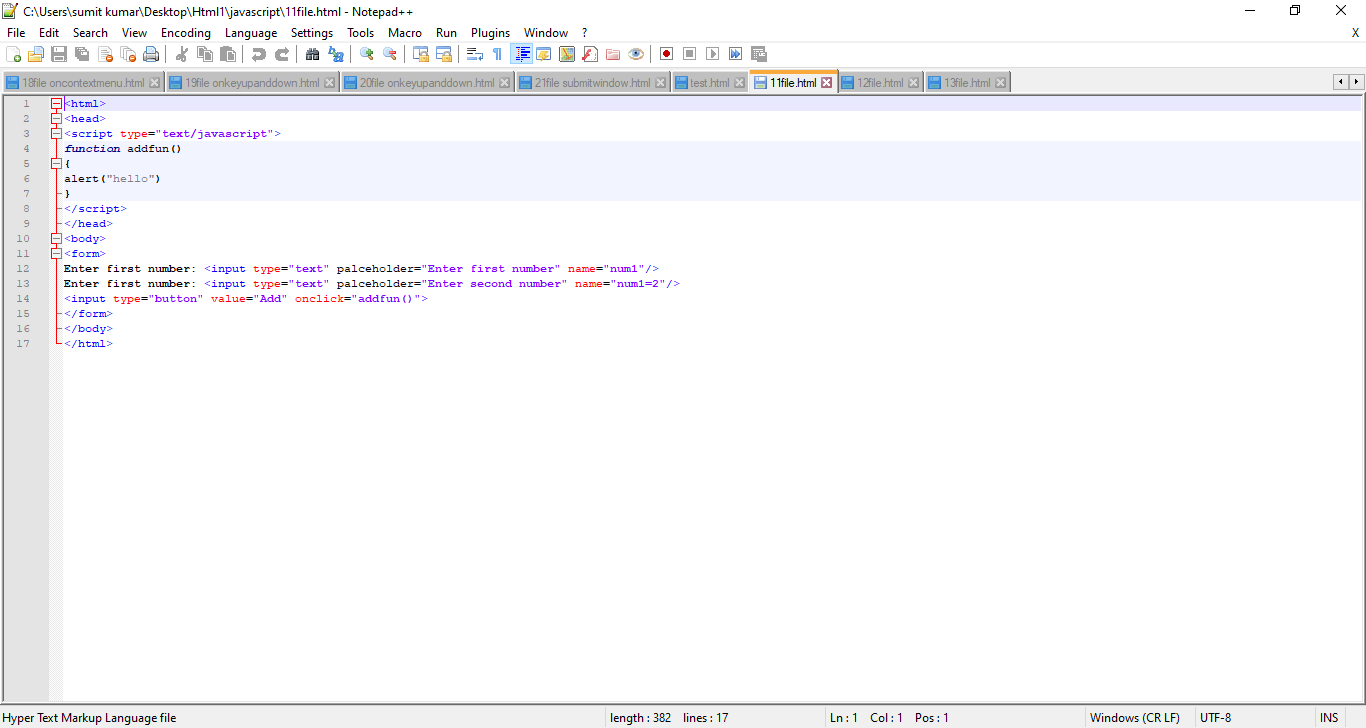 C:\Users\sumit kumar\Desktop\Html1\javascript\11file.html - Notepad++
File Edit Search View Encoding Language Settings Tools Macro Run Plugins Window ? X
18file oncontextmenu.html 19file onkeyupanddown.html 20file onkeyupanddown.html 21file submitwindow.html test.html 11file.html 12file.html 13file.html
1 <html>
2 <head>
3 <script type="text/javascript">
4 function addfun()
5 {
6 alert("hello")
7 }
8 </script>
9 </head>
10 <body>
11 <form>
12 Enter first number: <input type="text" palceholder="Enter first number" name="num1"/>
13 Enter first number: <input type="text" palceholder="Enter second number" name="num1=2"/>
14 <input type="button" value="Add" onclick="addfun()">
15 </form>
16 </body>
17 </html>
Hyper Text Markup Language file length : 382 lines : 17 Ln : 1 Col : 1 Pos : 1 Windows (CR LF) UTF-8 INS